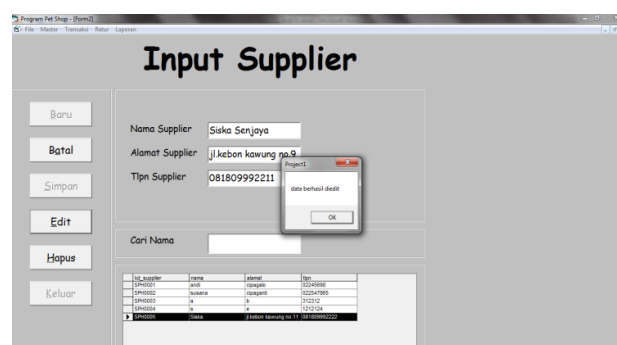 Program Pet Shop - [Form2]
File Master Transaksi Retur Laporan
Input Supplier
Baru
Batal
Simpan
Edit
Hapus
Keluar
Nama Supplier Siska Senjaya
Alamat Supplier jl.kebon kawung no.9
Tlpn Supplier 081809992211
Cari Nama
Project1
data berhasil diedit
OK
kd_supplier nama alamat tlpn
SPH0001 andi cipagalo 02245698
SPH0002 susana cipaganti 022547865
SPH0003 a b 312312
SPH0004 s e 1212124
SPH0005 Siska jl.kebon kawung no 11 081809992222